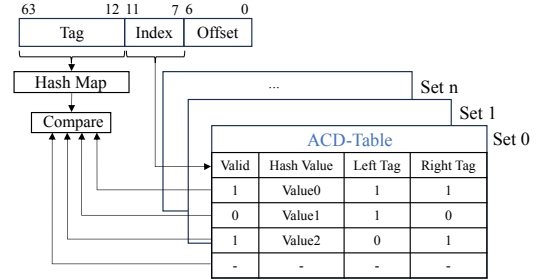 63 12 11 7 6 0
Tag Index Offset
Hash Map
Compare
... Set n
Set 1
ACD-Table Set 0
Valid Hash Value Left Tag Right Tag
1 Value0 1 1
0 Value1 1 0
1 Value2 0 1
- - - -